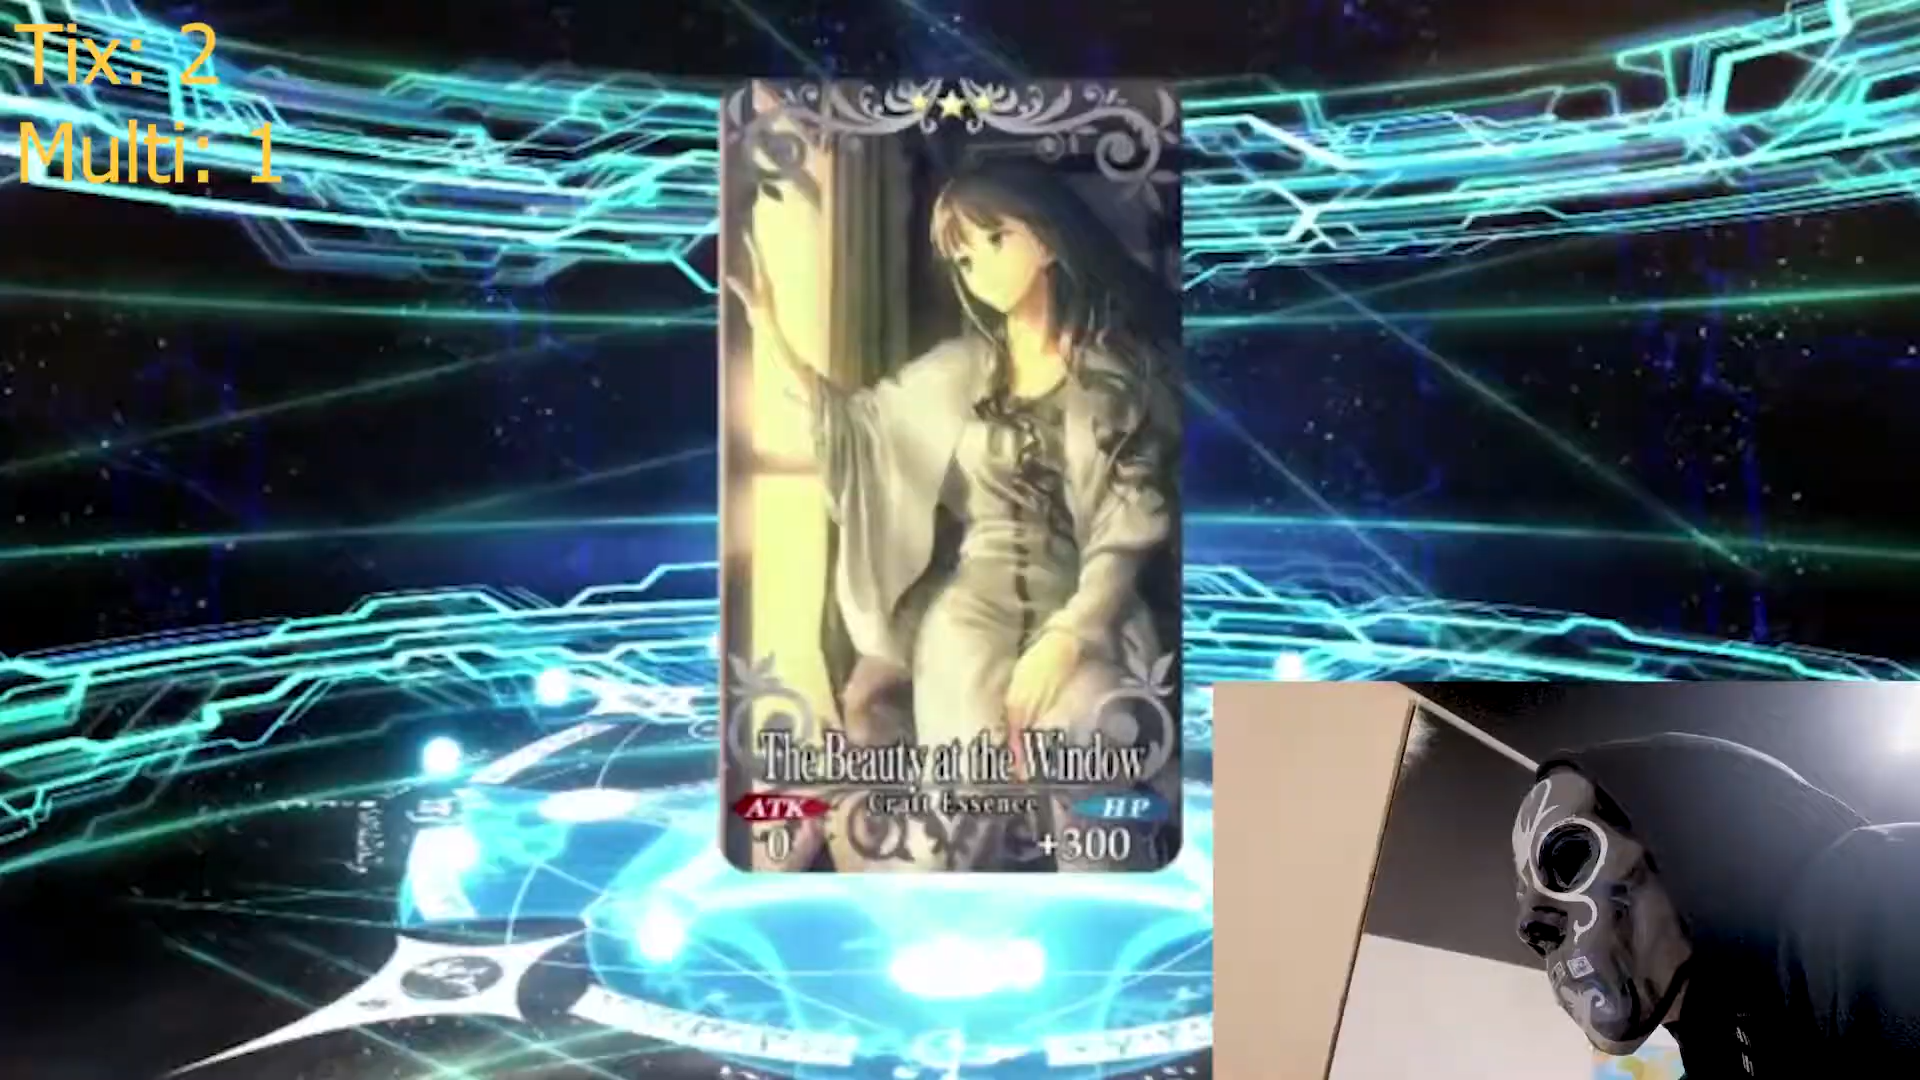 Tix: 2
Multi: 1
The Beauty at the Window
ATK
Craft Essence
HP
0
+300